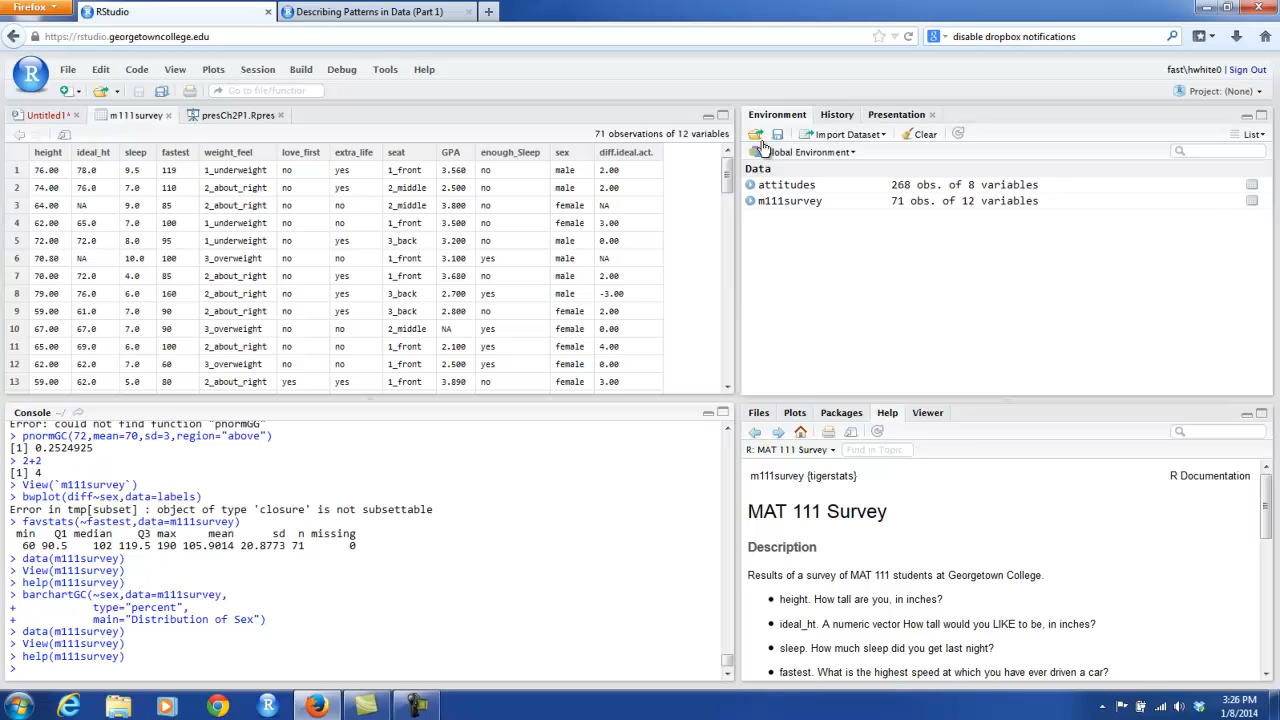 Firefox
RStudio
Describing Patterns in Data (Part 1)
https://rstudio.georgetowncollege.edu
disable dropbox notifications
File Edit Code View Plots Session Build Debug Tools Help
fast\hwhite0 | Sign Out
Go to file/function
Project: (None)
Untitled1* m111survey presCh2P1.Rpres
71 observations of 12 variables
height ideal_ht sleep fastest weight_feel love_first extra_life seat GPA enough_Sleep sex diff.ideal.act.
1 76.00 78.0 9.5 119 1_underweight no yes 1_front 3.560 no male 2.00
2 74.00 76.0 7.0 110 2_about_right no yes 2_middle 2.500 no male 2.00
3 64.00 NA 9.0 85 2_about_right no no 2_middle 3.800 no female NA
4 62.00 65.0 7.0 100 1_underweight no no 1_front 3.500 no female 3.00
5 72.00 72.0 8.0 95 1_underweight no yes 3_back 3.200 no male 0.00
6 70.80 NA 10.0 100 3_overweight no no 1_front 3.100 yes male NA
7 70.00 72.0 4.0 85 2_about_right no yes 1_front 3.680 no male 2.00
8 79.00 76.0 6.0 160 2_about_right no yes 3_back 2.700 yes male -3.00
9 59.00 61.0 7.0 90 2_about_right no yes 3_back 2.800 no female 2.00
10 67.00 67.0 7.0 90 3_overweight no no 2_middle NA yes female 0.00
11 65.00 69.0 6.0 100 2_about_right no no 1_front 2.100 yes female 4.00
12 62.00 62.0 7.0 60 3_overweight no no 1_front 2.500 yes female 0.00
13 59.00 62.0 5.0 80 2_about_right yes yes 1_front 3.890 no female 3.00
Environment History Presentation
Import Dataset Clear List
lobal Environment
Data
attitudes 268 obs. of 8 variables
m111survey 71 obs. of 12 variables
Console ~/
Error: could not find function "pnormGG"
> pnormGC(72,mean=70,sd=3,region="above")
[1] 0.2524925
> 2+2
[1] 4
> View(`m111survey`)
> bwplot(diff~sex,data=labels)
Error in tmp[subset] : object of type 'closure' is not subsettable
> favstats(~fastest,data=m111survey)
min Q1 median Q3 max mean sd n missing
60 90.5 102 119.5 190 105.9014 20.8773 71 0
> data(m111survey)
> View(m111survey)
> help(m111survey)
> barchartGC(~sex,data=m111survey,
+ type="percent",
+ main="Distribution of Sex")
> data(m111survey)
> View(m111survey)
> help(m111survey)
>
Files Plots Packages Help Viewer
R: MAT 111 Survey
Find in Topic
m111survey {tigerstats} R Documentation
MAT 111 Survey
Description
Results of a survey of MAT 111 students at Georgetown College.
• height. How tall are you, in inches?
• ideal_ht. A numeric vector How tall would you LIKE to be, in inches?
• sleep. How much sleep did you get last night?
• fastest. What is the highest speed at which you have ever driven a car?
3:26 PM
1/8/2014